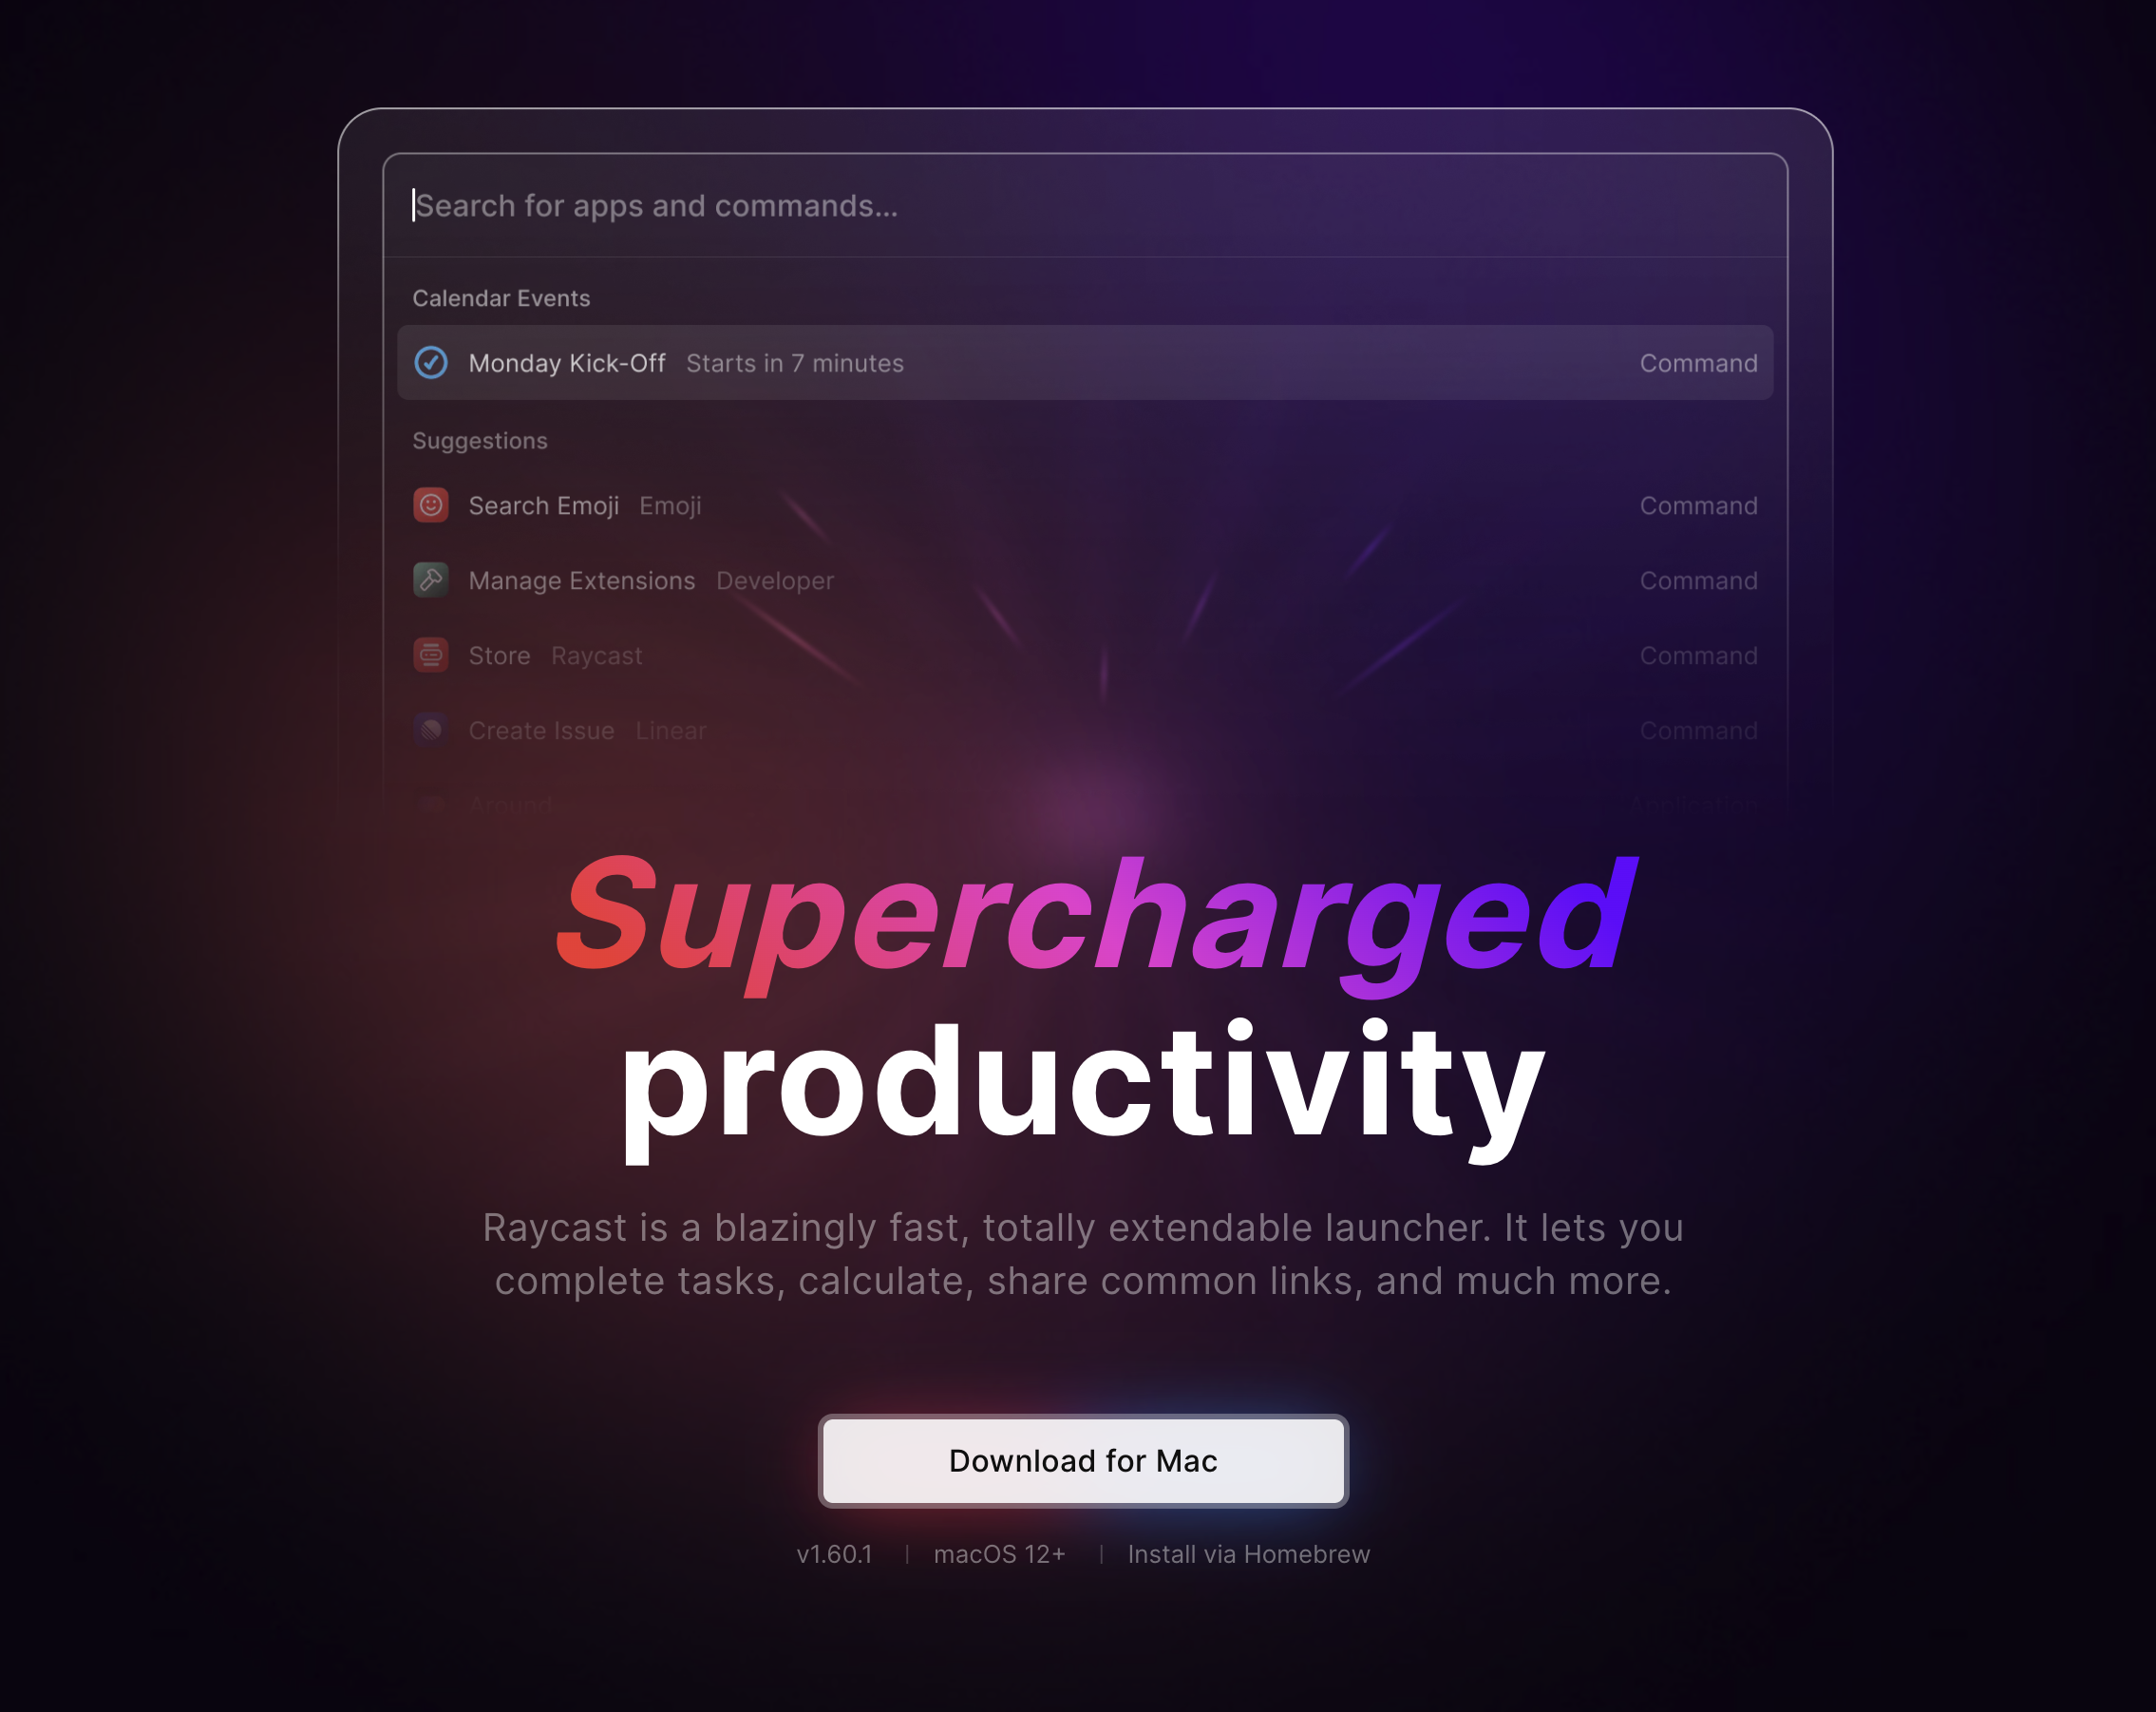 Search for apps and commands...
Calendar Events
Monday Kick-Off Starts in 7 minutes Command
Suggestions
Search Emoji Emoji Command
Manage Extensions Developer Command
Store Raycast Command
Create Issue Linear Command
Around Application
Supercharged
productivity
Raycast is a blazingly fast, totally extendable launcher. It lets you
complete tasks, calculate, share common links, and much more.
Download for Mac
v1.60.1 | macOS 12+ | Install via Homebrew